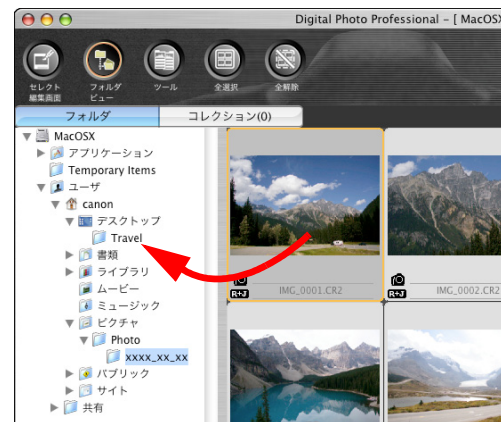 Digital Photo Professional – [ MacOSX
セレクト編集画面
フォルダビュー
ツール
全選択
全解除
フォルダ
コレクション(0)
MacOSX
アプリケーション
Temporary Items
ユーザ
canon
デスクトップ
Travel
書類
ライブラリ
ムービー
ミュージック
ピクチャ
Photo
xxxx_xx_xx
パブリック
サイト
共有
R+J
IMG_0001.CR2
R+J
IMG_0002.CR2